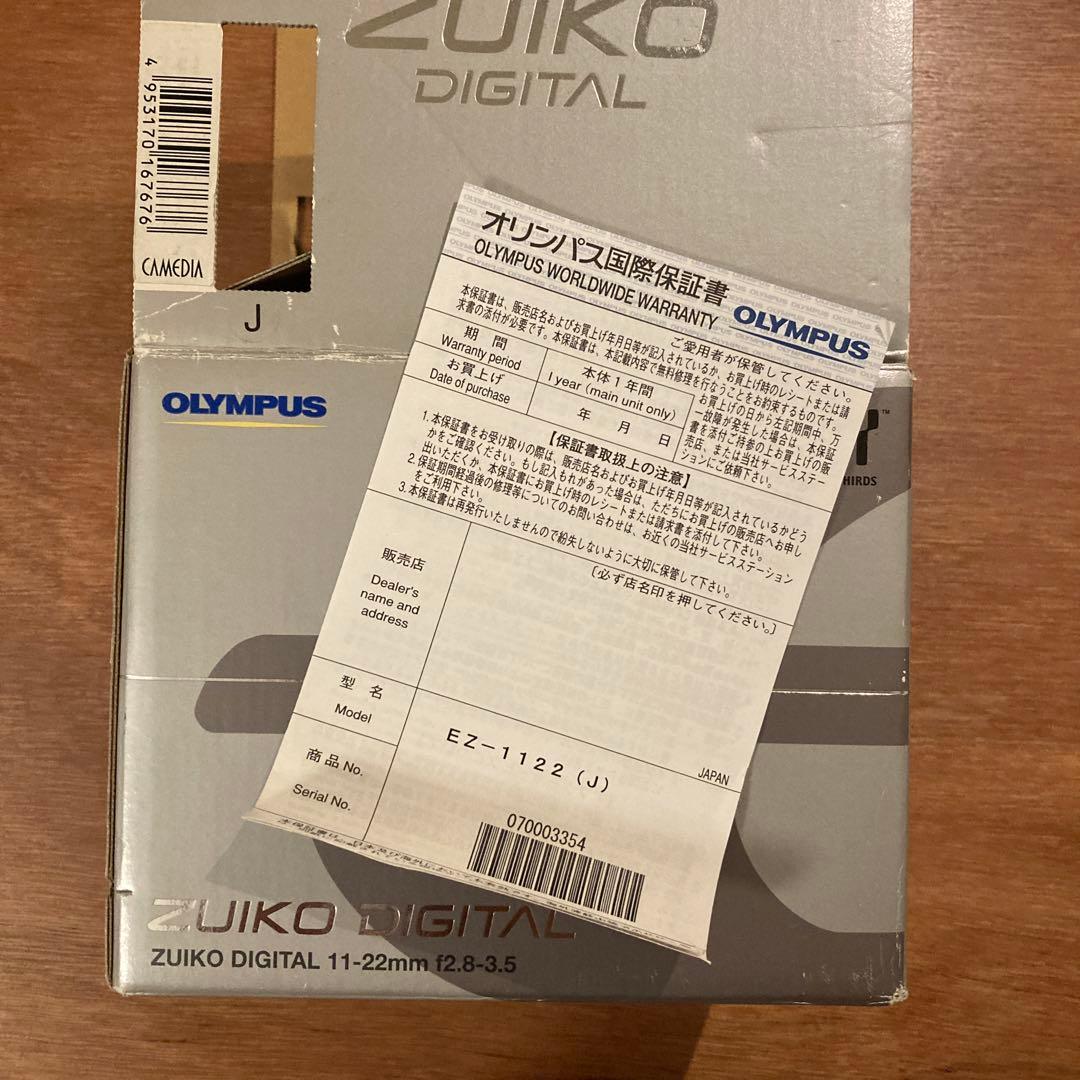 ZUIKO
DIGITAL
4 953170 167676
CAMEDIA
J
OLYMPUS
THIRDS
オリンパス国際保証書
OLYMPUS WORLDWIDE WARRANTY
OLYMPUS
ご愛用者が保管してください。
本保証書は、販売店名およびお買上げ年月日等が記入されているか、お買上げ時のレシートまたは請
求書の添付が必要です。本保証書は、本記載内容で無料修理を行なうことをお約束するものです。
期 間
Warranty period
本体1年間
1 year (main unit only)
お買上げ
Date of purchase
年 月 日
お買上げの日から左記期間中、万
一故障が発生した場合は、本保証
書を添付ご持参の上お買上げの販
売店、または当社サービスステー
ションにご依頼下さい。
【保証書取扱上の注意】
1. 本保証書をお受け取りの際は、販売店名およびお買上げ年月日等が記入されているかどう
かをご確認ください。もし記入もれがあった場合は、ただちにお買上げの販売店へお申し
出いただくか、本保証書にお買上げ時のレシートまたは請求書を添付して下さい。
2. 保証期間経過後の修理等についてのお問い合わせは、お近くの当社サービスステーション
をご利用下さい。
3. 本保証書は再発行いたしませんので紛失しないように大切に保管して下さい。
〔必ず店名印を押してください。〕
販売店
Dealer's
name and
address
型 名
Model
EZ-1122 (J)
JAPAN
商品No.
Serial No.
070003354
ZUIKO DIGITAL
ZUIKO DIGITAL 11-22mm f2.8-3.5